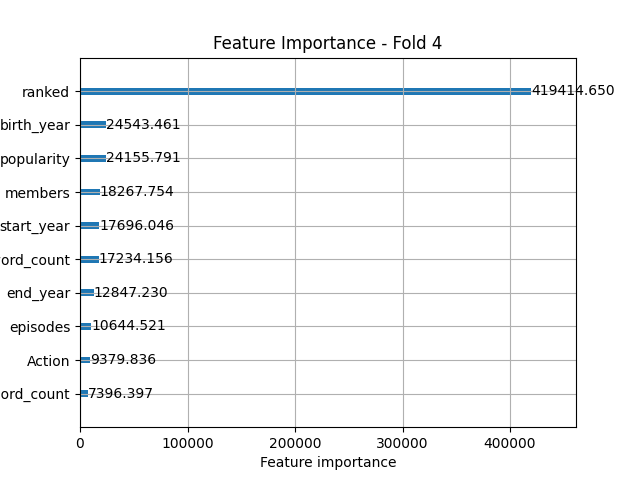 Feature Importance - Fold 4
ranked 419414.650
birth_year 24543.461
popularity 24155.791
members 18267.754
start_year 17696.046
ord_count 17234.156
end_year 12847.230
episodes 10644.521
Action 9379.836
ord_count 7396.397
0 100000 200000 300000 400000
Feature importance